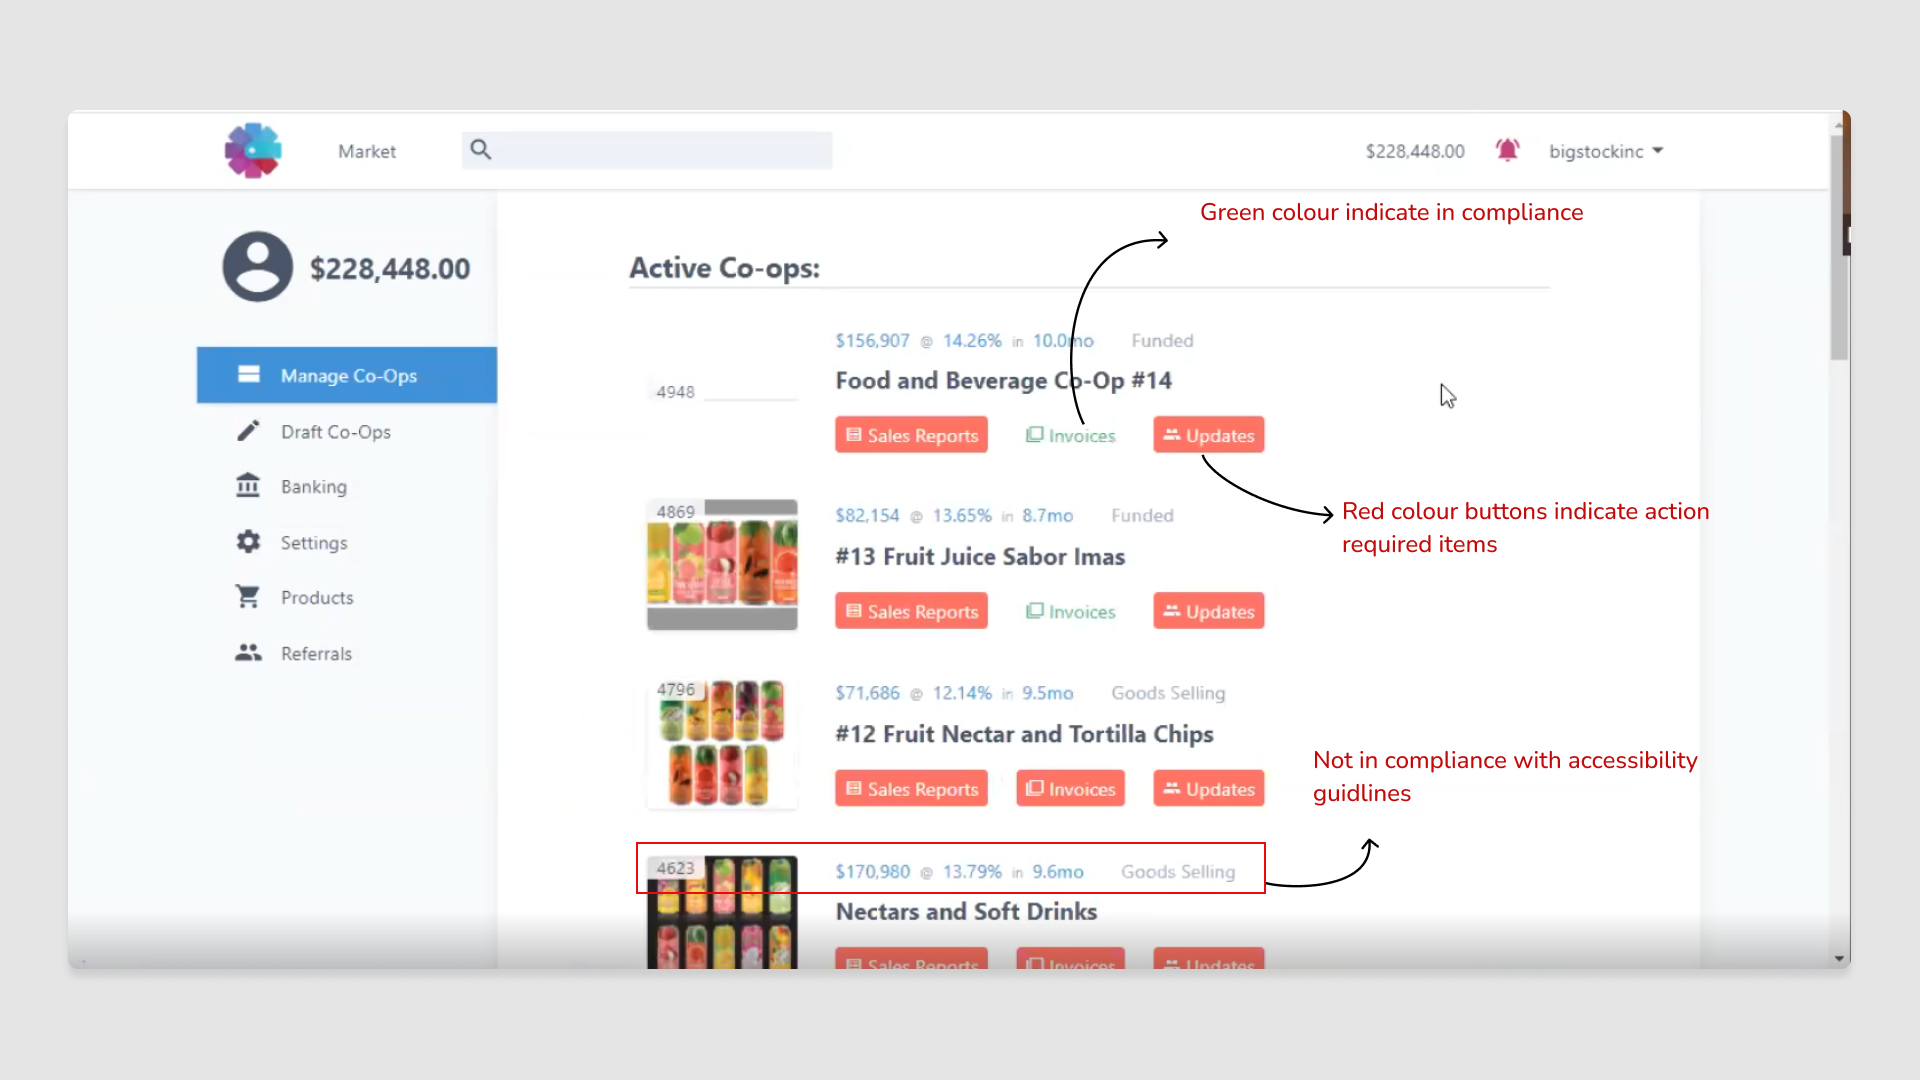 Market
$228,448.00
bigstockinc
Green colour indicate in compliance
$228,448.00
Active Co-ops:
$156,907 @ 14.26% in 10.0mo Funded
Manage Co-Ops
Food and Beverage Co-Op #14
4948
Draft Co-Ops
Sales Reports Invoices Updates
Banking
4869
$82,154 @ 13.65% in 8.7mo Funded
Red colour buttons indicate action
required items
Settings
#13 Fruit Juice Sabor Imas
Products
Sales Reports Invoices Updates
Referrals
4796
$71,686 @ 12.14% in 9.5mo Goods Selling
#12 Fruit Nectar and Tortilla Chips
Not in compliance with accessibility
guidlines
Sales Reports Invoices Updates
4623
$170,980 @ 13.79% in 9.6mo Goods Selling
Nectars and Soft Drinks
Sales Reports Invoices Updates